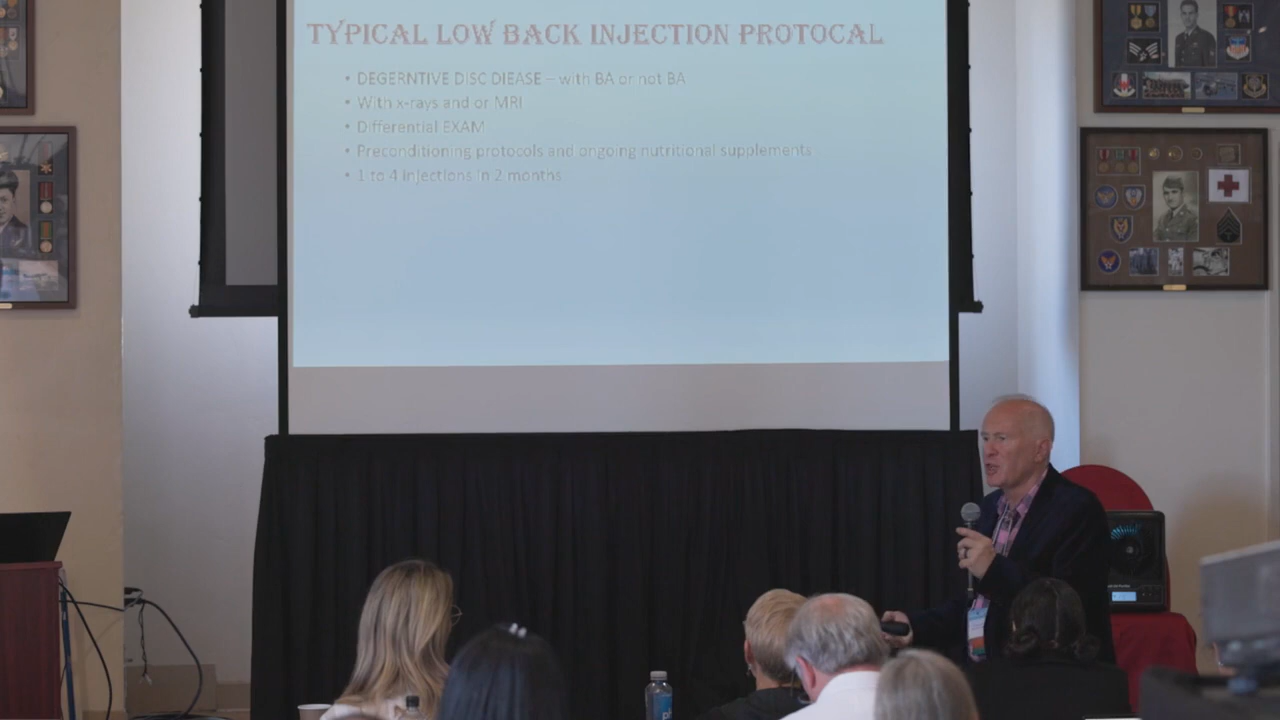 TYPICAL LOW BACK INJECTION PROTOCAL
• DEGERNTIVE DISC DIEASE – with BA or not BA
• With x-rays and or MRI
• Differential EXAM
• Preconditioning protocols and ongoing nutritional supplements
• 1 to 4 injections in 2 months